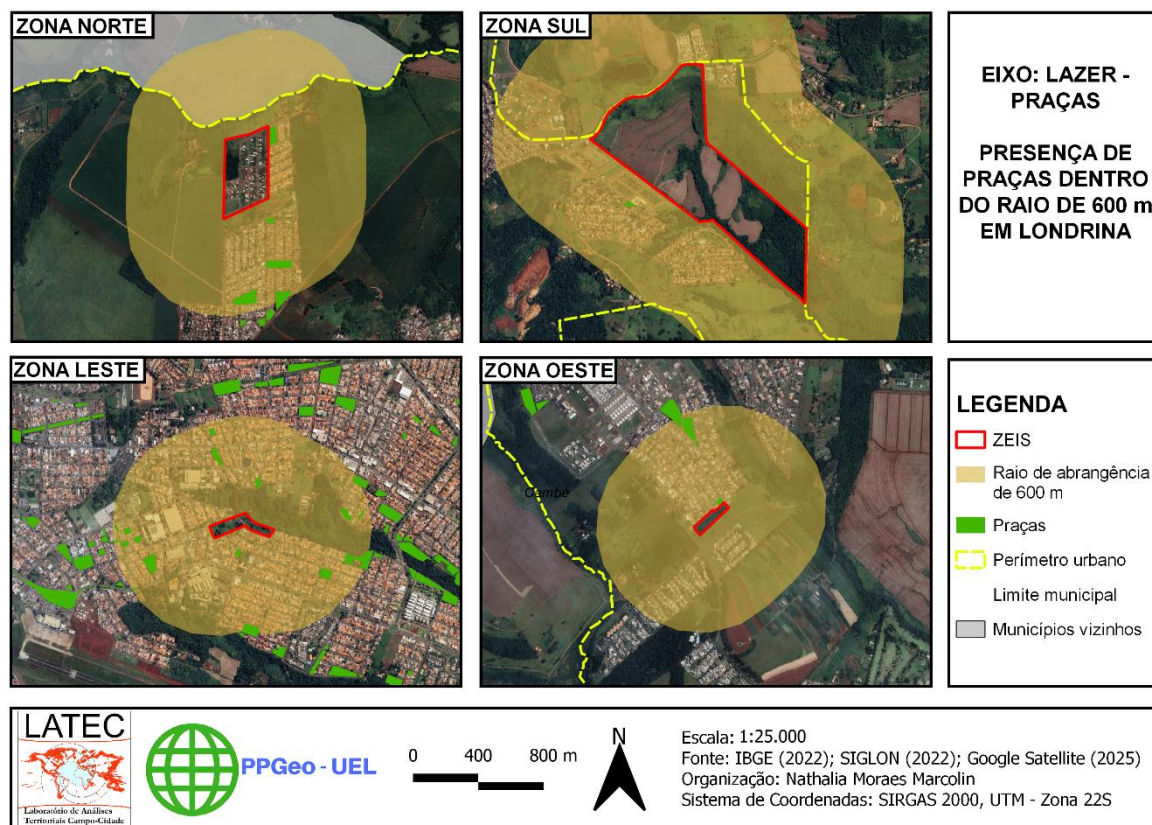 ZONA NORTE
ZONA SUL
EIXO: LAZER -
PRAÇAS
PRESENÇA DE
PRAÇAS DENTRO
DO RAIO DE 600 m
EM LONDRINA
ZONA LESTE
ZONA OESTE
Cambé
LEGENDA
ZEIS
Raio de abrangência
de 600 m
Praças
Perímetro urbano
Limite municipal
Municípios vizinhos
LATEC
Laboratório de Análises
Territoriais Campo-Cidade
PPGeo - UEL
0 400 800 m
N
Escala: 1:25.000
Fonte: IBGE (2022); SIGLON (2022); Google Satellite (2025)
Organização: Nathalia Moraes Marcolin
Sistema de Coordenadas: SIRGAS 2000, UTM - Zona 22S